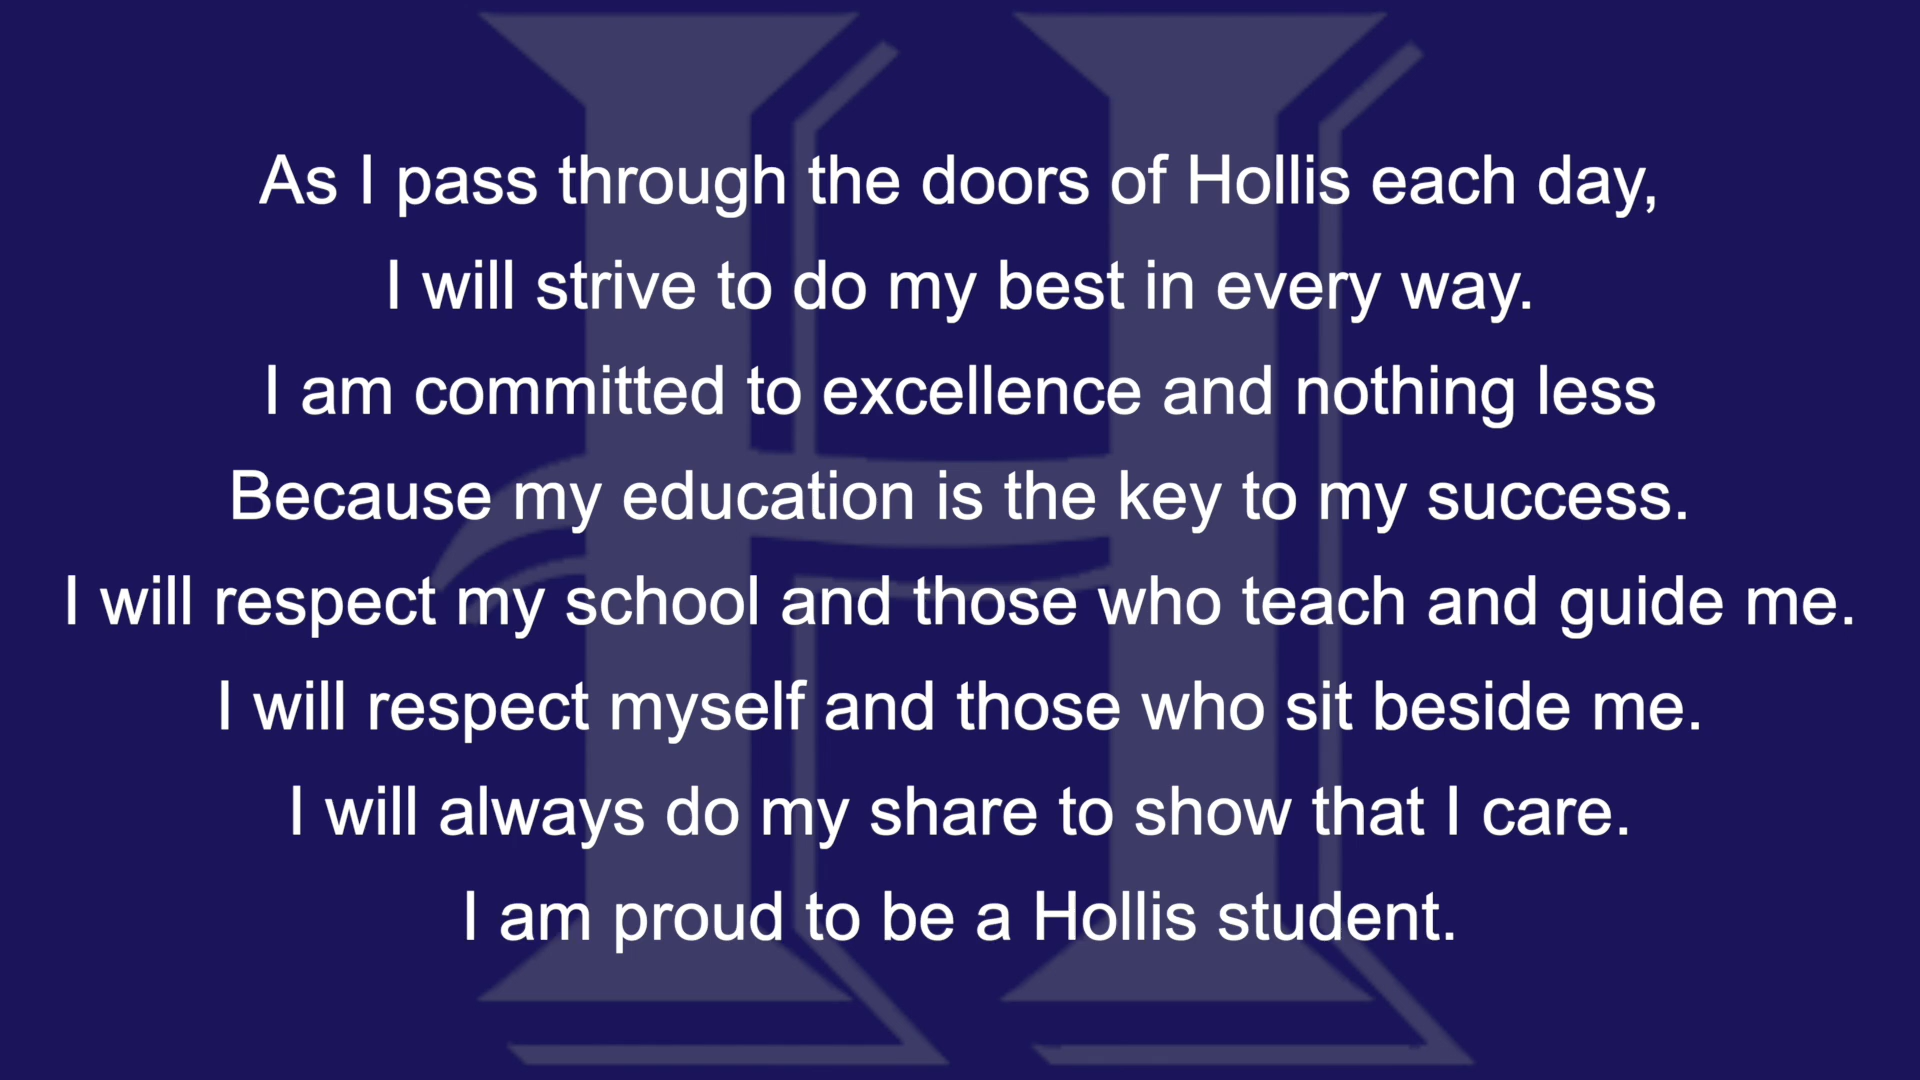 As I pass through the doors of Hollis each day,
I will strive to do my best in every way.
I am committed to excellence and nothing less
Because my education is the key to my success.
I will respect my school and those who teach and guide me.
I will respect myself and those who sit beside me.
I will always do my share to show that I care.
I am proud to be a Hollis student.